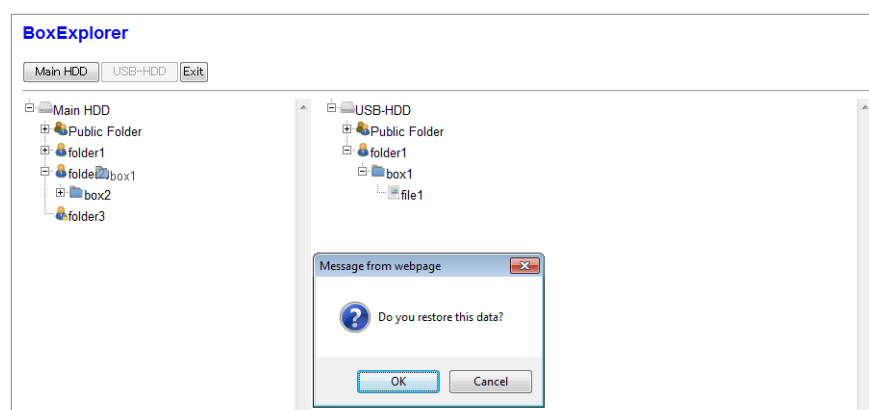 BoxExplorer
Main HDD USB-HDD Exit
Main HDD
Public Folder
folder1
folder2 box1
box2
folder3
USB-HDD
Public Folder
folder1
box1
file1
Message from webpage
Do you restore this data?
OK Cancel